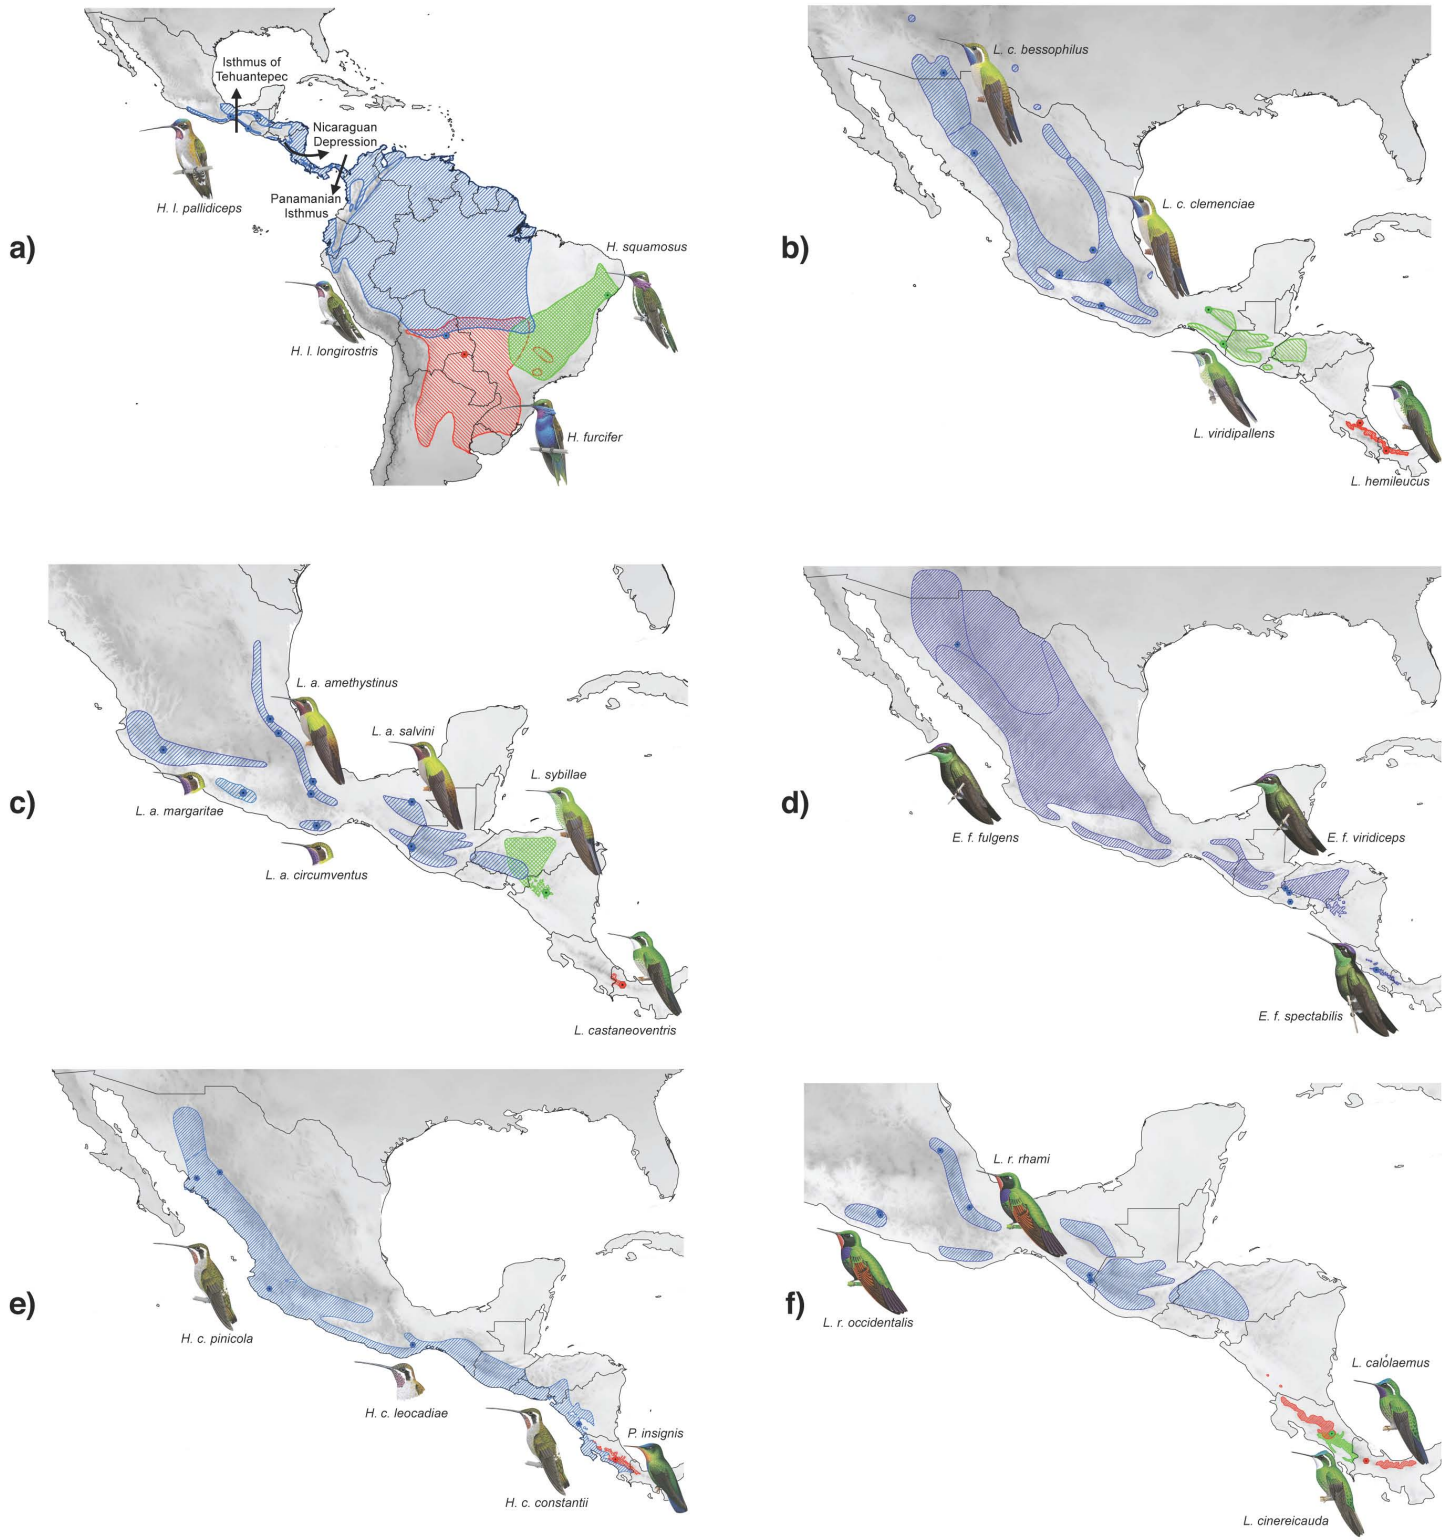 a)
Isthmus of
Tehuantepec
Nicaraguan
Depression
Panamanian
Isthmus
H. l. pallidiceps
H. squamosus
H. l. longirostris
H. furcifer
b)
L. c. bessophilus
L. c. clemenciae
L. viridipallens
L. hemileucus
c)
L. a. amethystinus
L. a. salvini
L. sybillae
L. a. margaritae
L. a. circumventus
L. castaneoventris
d)
E. f. fulgens
E. f. viridiceps
E. f. spectabilis
e)
H. c. pinicola
H. c. leocadiae
P. insignis
H. c. constantii
f)
L. r. rhami
L. r. occidentalis
L. calolaemus
L. cinereicauda